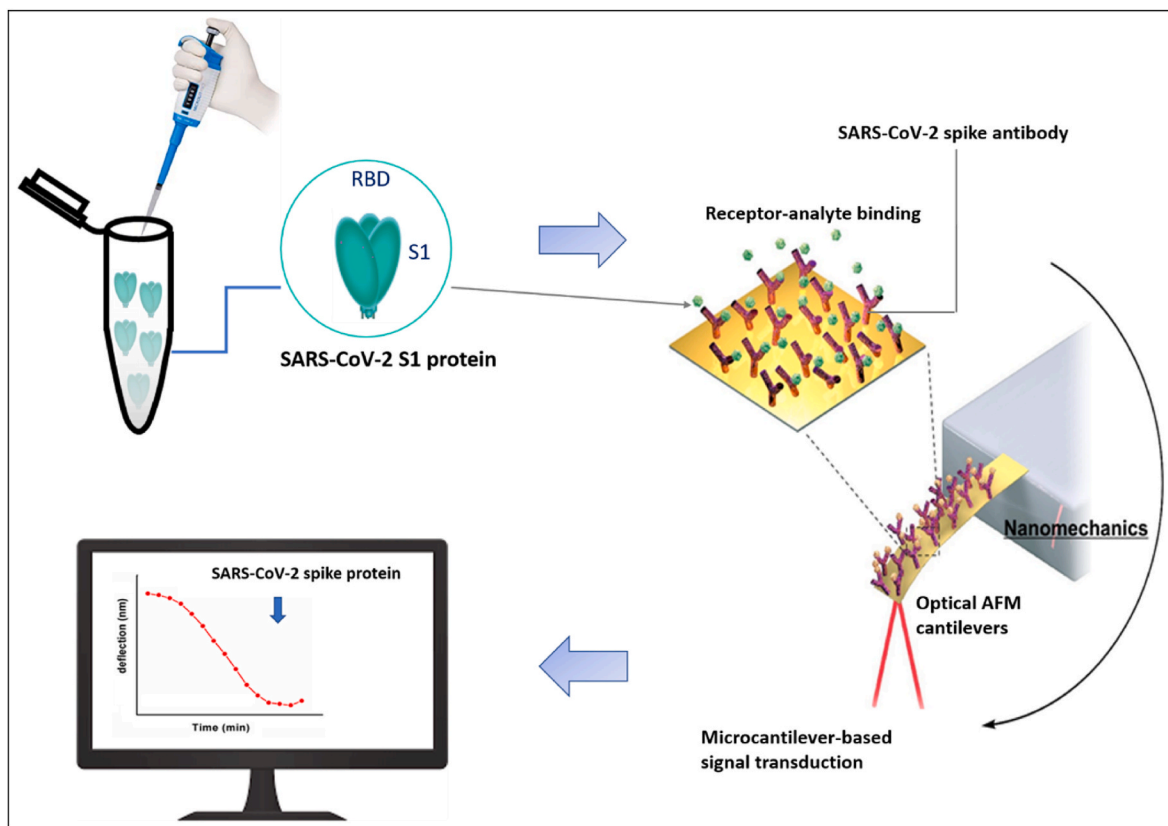 RBD
S1
SARS-CoV-2 S1 protein
SARS-CoV-2 spike antibody
Receptor-analyte binding
Nanomechanics
Optical AFM
cantilevers
Microcantilever-based
signal transduction
SARS-CoV-2 spike protein
deflection (nm)
Time (min)